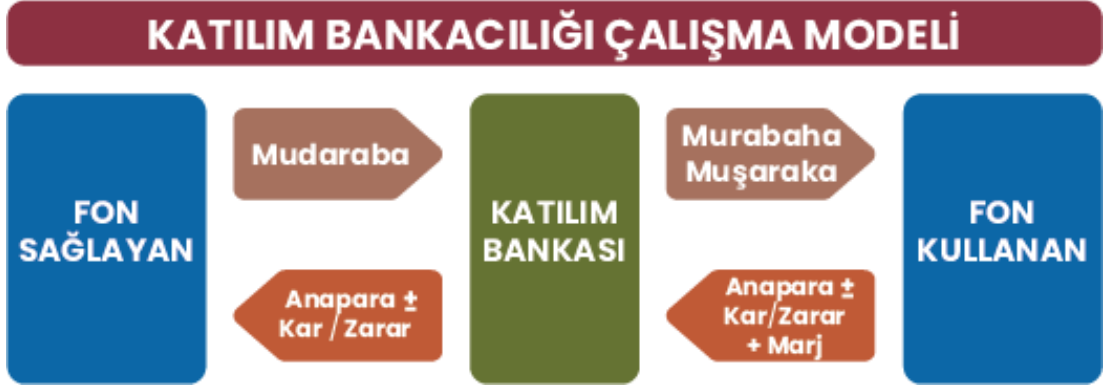 KATILIM BANKACILIĞI ÇALIŞMA MODELİ
FON
SAĞLAYAN
Mudaraba
Anapara ±
Kar / Zarar
KATILIM
BANKASI
Murabaha
Muşaraka
Anapara ±
Kar/Zarar
+ Marj
FON
KULLANAN